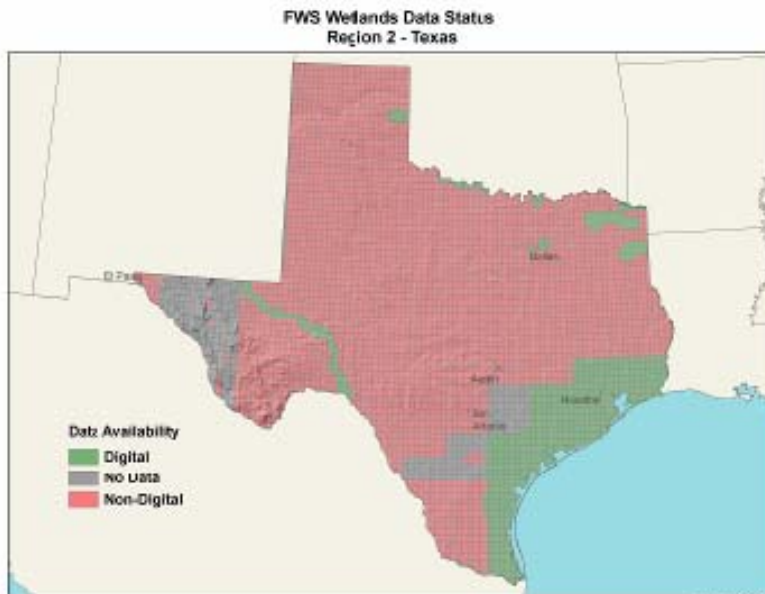 FWS Wetlands Data Status
Region 2 - Texas
El Paso
Dallas
Austin
San
Antonio
Houston
Data Availability
Digital
No Data
Non-Digital